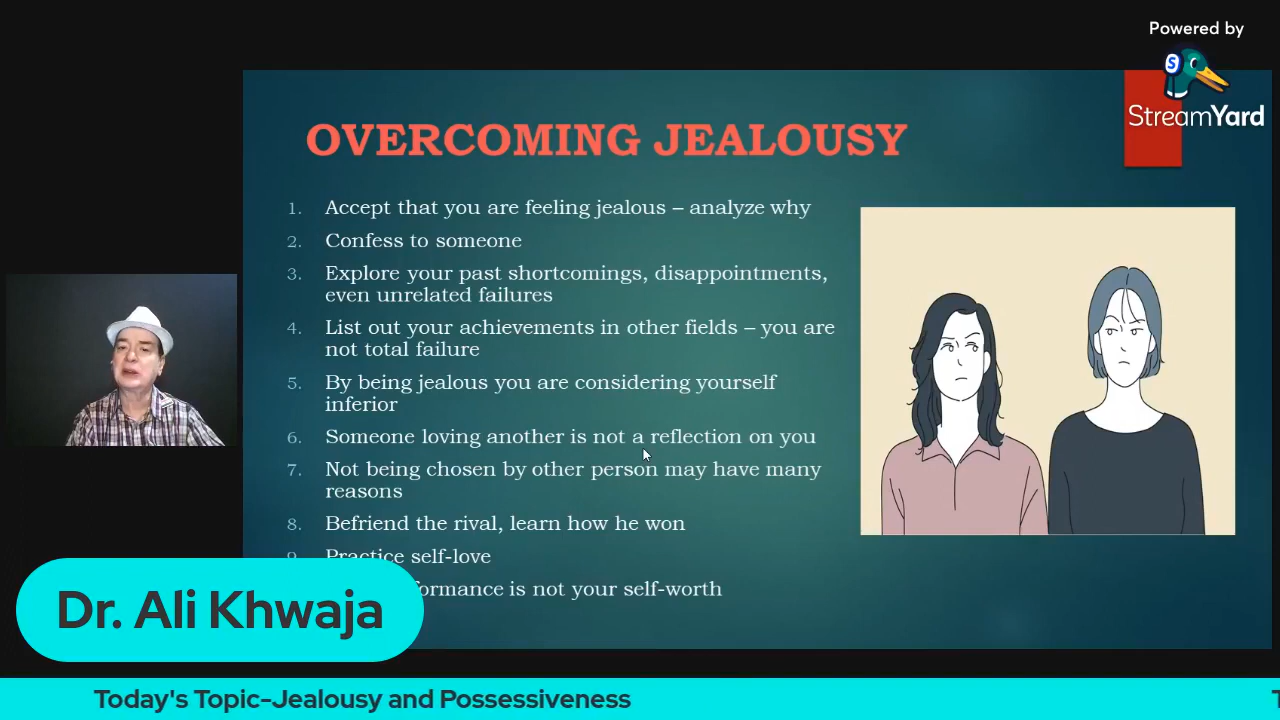 Powered by
StreamYard
OVERCOMING JEALOUSY
1. Accept that you are feeling jealous – analyze why
2. Confess to someone
3. Explore your past shortcomings, disappointments,
even unrelated failures
4. List out your achievements in other fields – you are
not total failure
5. By being jealous you are considering yourself
inferior
6. Someone loving another is not a reflection on you
7. Not being chosen by other person may have many
reasons
8. Befriend the rival, learn how he won
9. Practice self-love
is not your self-worth
Dr. Ali Khwaja
Today's Topic-Jealousy and Possessiveness